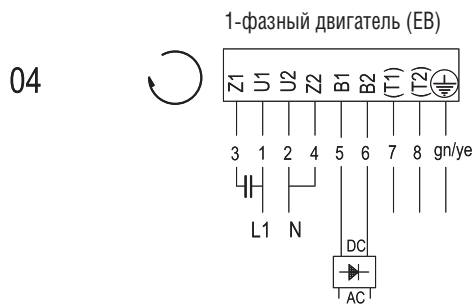 1-фазный двигатель (EB)
04
Z1 U1 U2 Z2 B1 B2 (T1) (T2)
3 1 2 4 5 6 7 8 gn/ye
L1 N
DC
AC